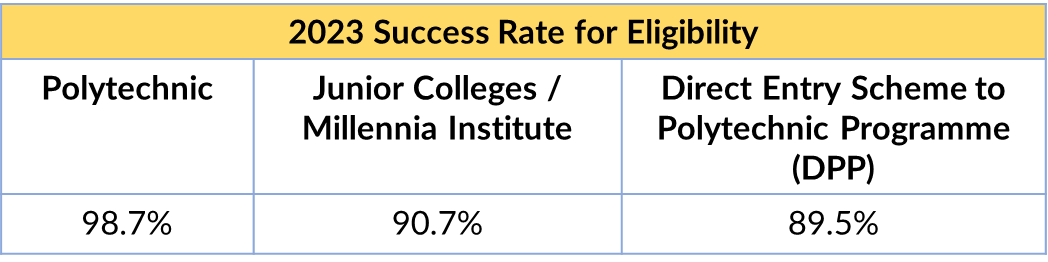 2023 Success Rate for Eligibility
Polytechnic
Junior Colleges /
Millennia Institute
Direct Entry Scheme to
Polytechnic Programme
(DPP)
98.7%
90.7%
89.5%